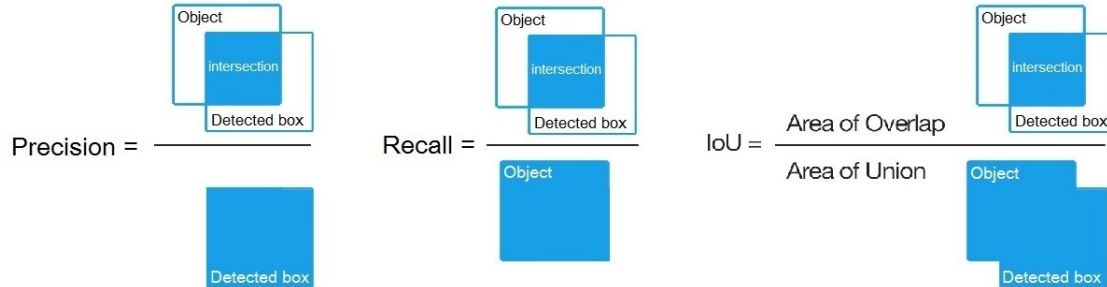 Object
intersection
Detected box
Precision =
Detected box
Object
intersection
Detected box
Recall =
Object
Object
intersection
Detected box
IoU =
Area of Overlap
Area of Union
Object
Detected box